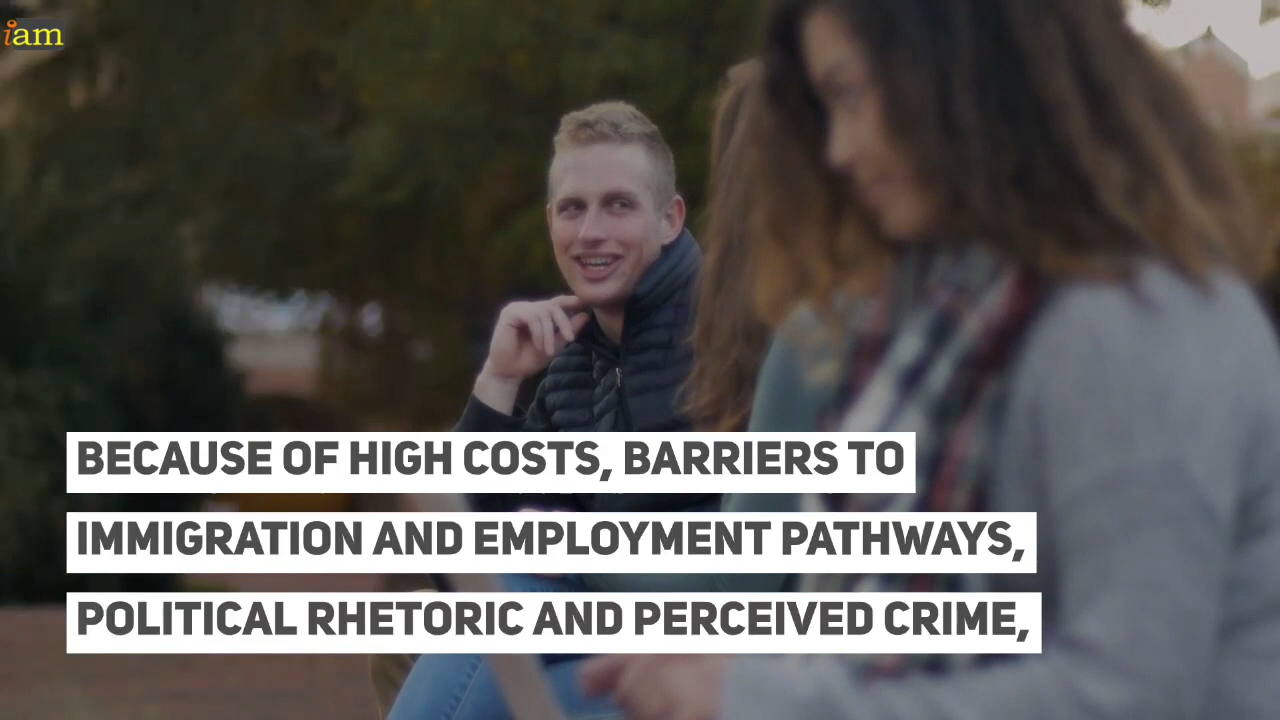 iam
BECAUSE OF HIGH COSTS, BARRIERS TO
IMMIGRATION AND EMPLOYMENT PATHWAYS,
POLITICAL RHETORIC AND PERCEIVED CRIME,